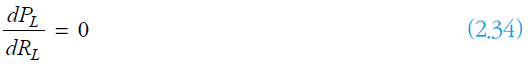 dP_L/dR_L = 0 (2.34)